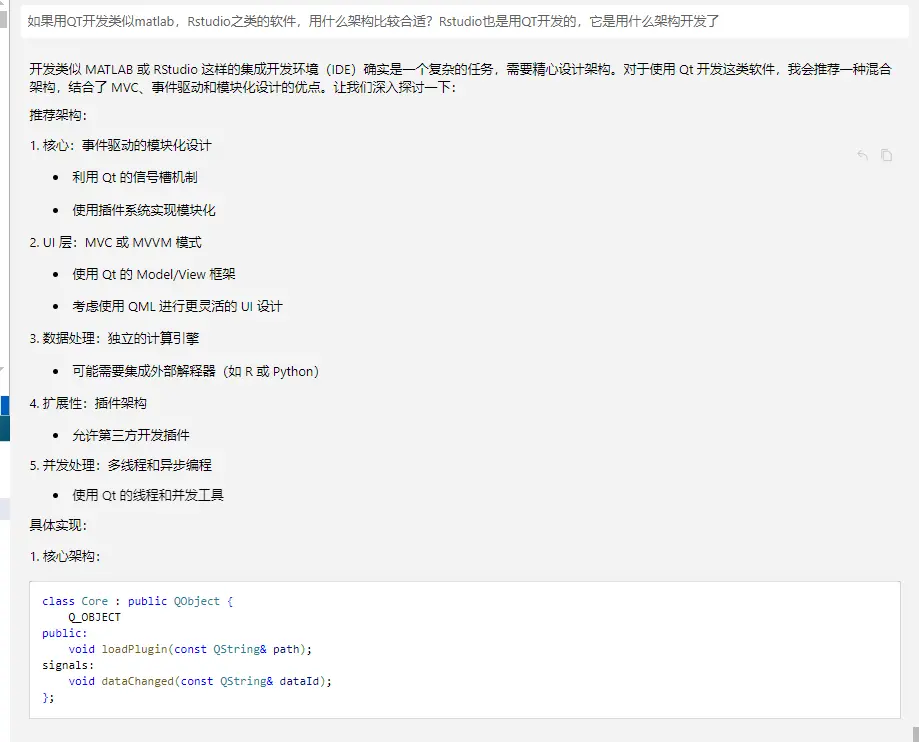 如果用QT开发类似matlab，Rstudio之类的软件，用什么架构比较合适？Rstudio也是用QT开发的，它是用什么架构开发了
开发类似 MATLAB 或 RStudio 这样的集成开发环境（IDE）确实是一个复杂的任务，需要精心设计架构。对于使用 Qt 开发这类软件，我会推荐一种混合
架构，结合了 MVC、事件驱动和模块化设计的优点。让我们深入探讨一下：
推荐架构：
1. 核心：事件驱动的模块化设计
• 利用 Qt 的信号槽机制
• 使用插件系统实现模块化
2. UI 层：MVC 或 MVVM 模式
• 使用 Qt 的 Model/View 框架
• 考虑使用 QML 进行更灵活的 UI 设计
3. 数据处理：独立的计算引擎
• 可能需要集成外部解释器（如 R 或 Python）
4. 扩展性：插件架构
• 允许第三方开发插件
5. 并发处理：多线程和异步编程
• 使用 Qt 的线程和并发工具
具体实现：
1. 核心架构：
class Core : public QObject {
    Q_OBJECT
public:
    void loadPlugin(const QString& path);
signals:
    void dataChanged(const QString& dataId);
};